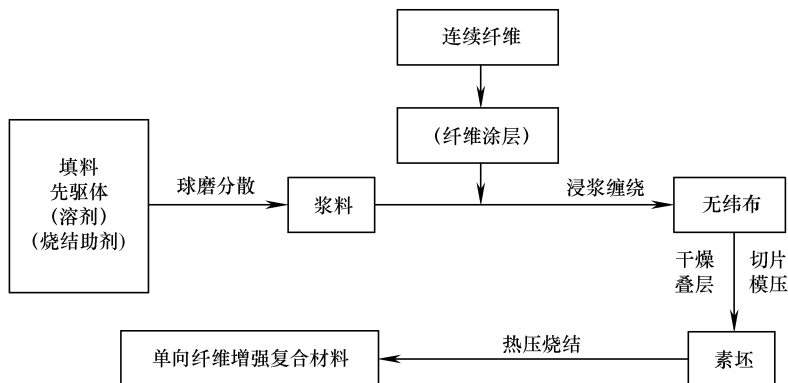 连续纤维
（纤维涂层）
填料
先驱体
（溶剂）
（烧结助剂）
球磨分散
浆料
浸浆缠绕
无纬布
干燥
叠层
切片
模压
单向纤维增强复合材料
热压烧结
素坯